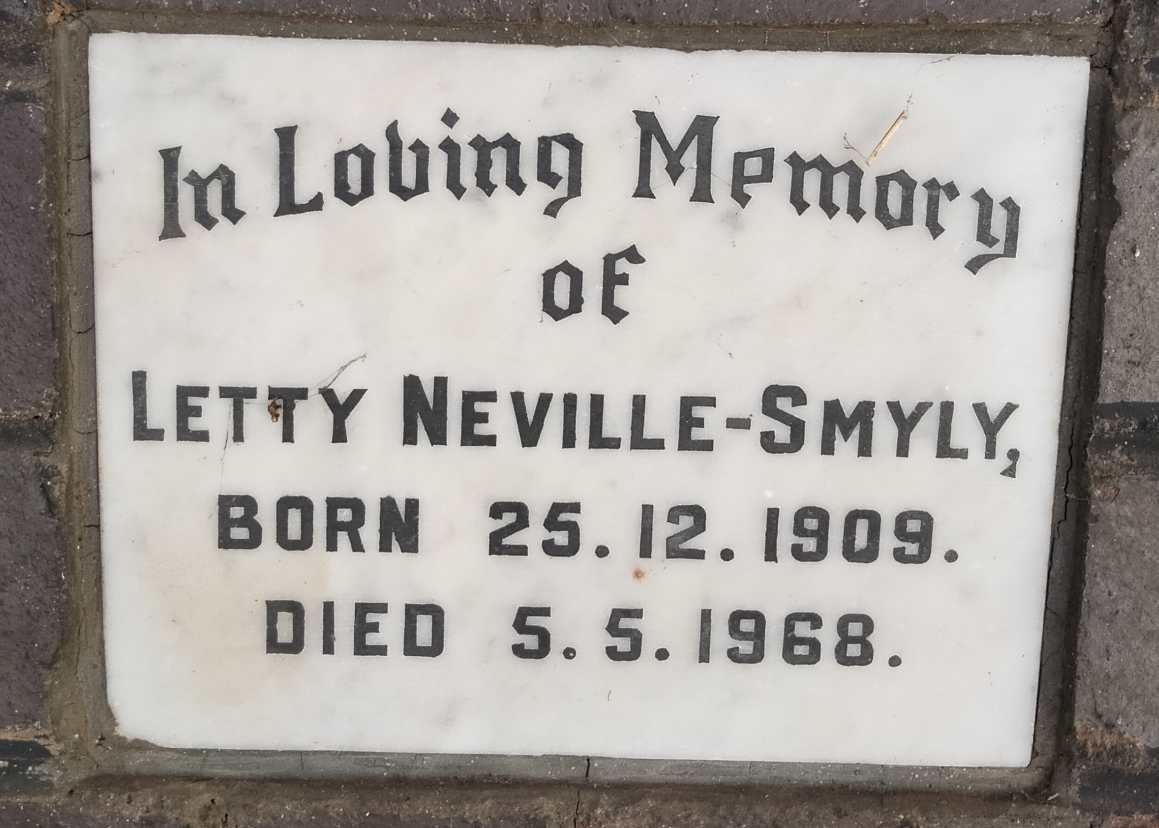 In Loving Memory
of
LETTY NEVILLE-SMYLY,
BORN 25.12.1909.
DIED 5.5.1968.